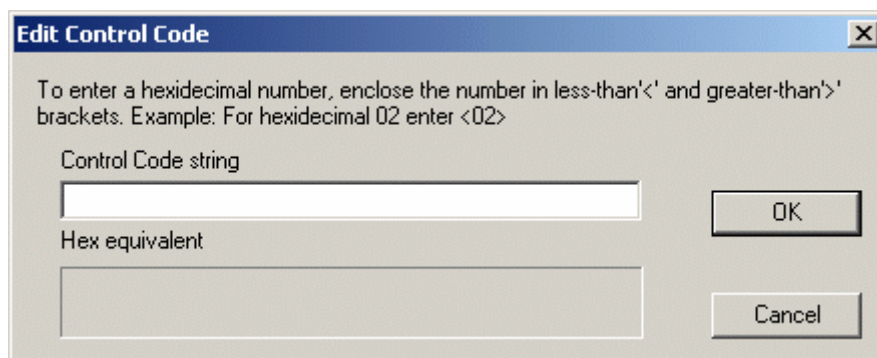 Edit Control Code
To enter a hexidecimal number, enclose the number in less-than'<' and greater-than'>'
brackets. Example: For hexidecimal 02 enter <02>
Control Code string
OK
Hex equivalent
Cancel